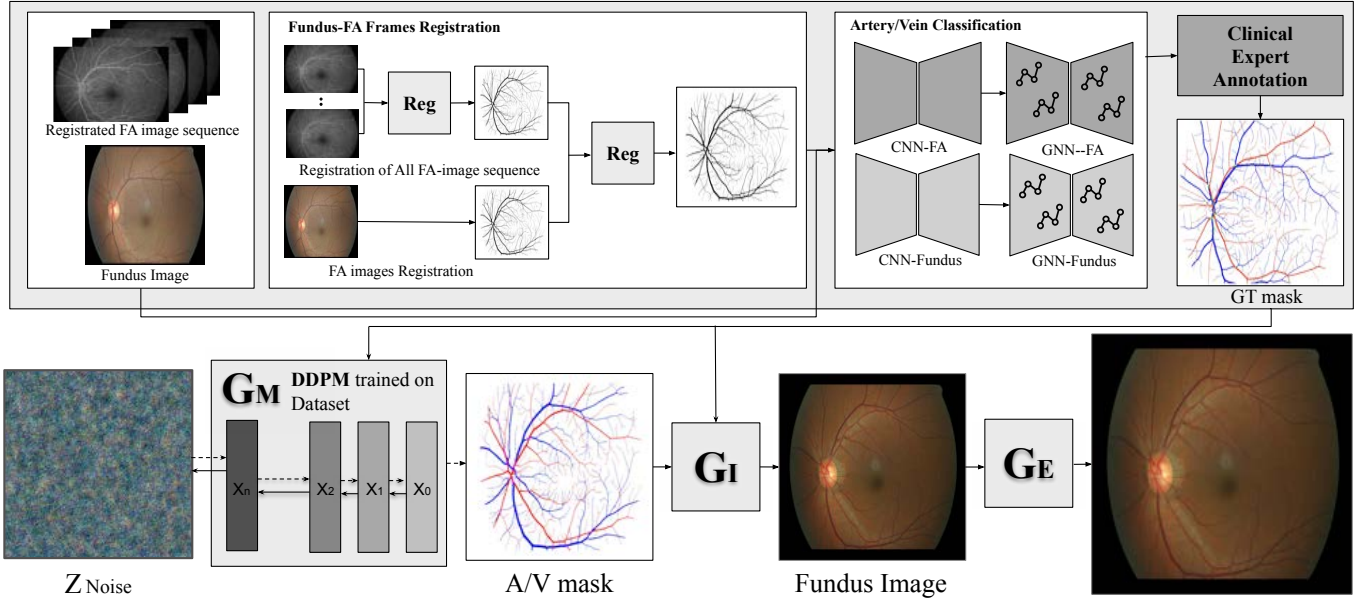 Registrated FA image sequence
Fundus Image
Fundus-FA Frames Registration
Reg
:
Registration of All FA-image sequence
Reg
FA images Registration
Artery/Vein Classification
CNN-FA
GNN--FA
CNN-Fundus
GNN-Fundus
Clinical
Expert
Annotation
GT mask
Z Noise
GM DDPM trained on
Dataset
Xn
X2
X1
X0
A/V mask
GI
Fundus Image
GE